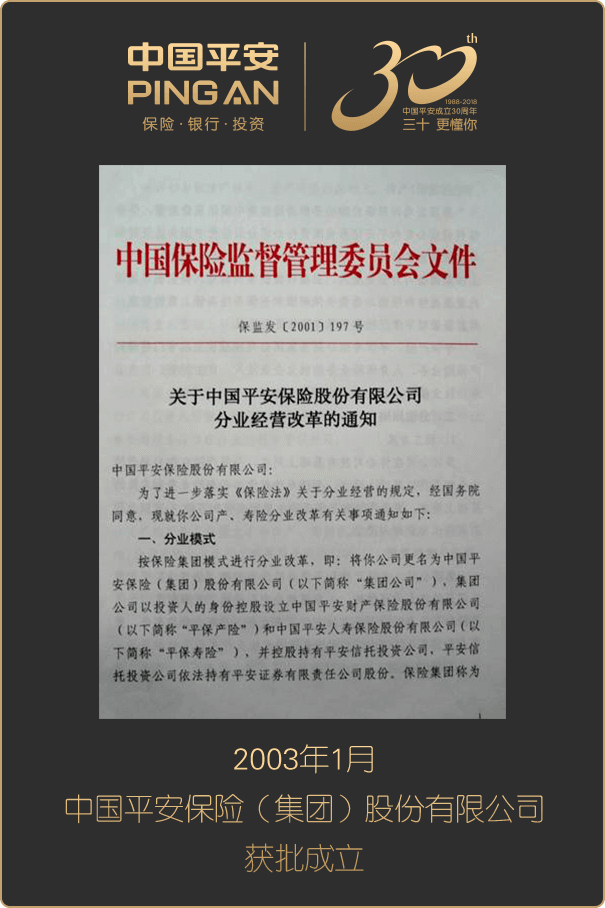 中国平安
PING AN
保险·银行·投资
30th
1988-2018
中国平安成立30周年
三十 更懂你
中国保险监督管理委员会文件
保监发〔2001〕197号
关于中国平安保险股份有限公司
分业经营改革的通知
中国平安保险股份有限公司:
为了进一步落实《保险法》关于分业经营的规定,经国务院
同意,现就你公司产、寿险分业改革有关事项通知如下:
一、分业模式
按保险集团模式进行分业改革,即:将你公司更名为中国平
安保险(集团)股份有限公司(以下简称“集团公司”),集团
公司以投资人的身份控股设立中国平安财产保险股份有限公司
(以下简称“平保产险”)和中国平安人寿保险股份有限公司(以
下简称“平保寿险”),并控股持有平安信托投资公司,平安信
托投资公司依法持有平安证券有限责任公司股份。保险集团称为
2003年1月
中国平安保险(集团)股份有限公司
获批成立